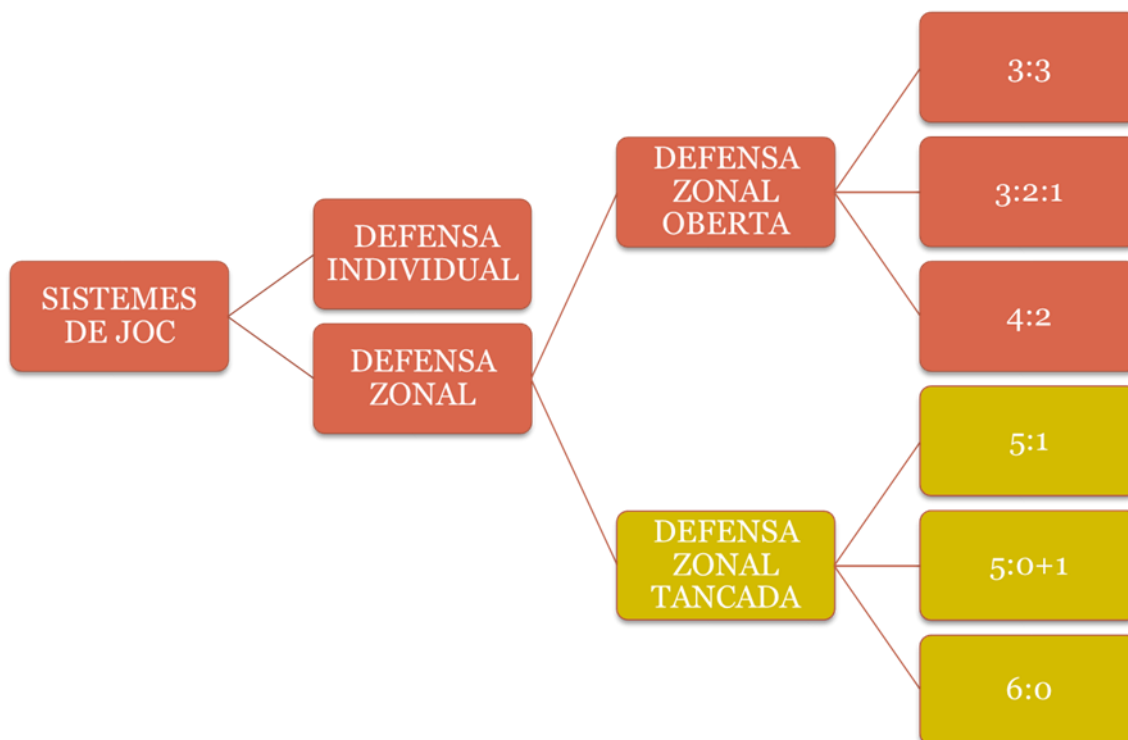 SISTEMES
DE JOC
DEFENSA
INDIVIDUAL
DEFENSA
ZONAL
DEFENSA
ZONAL
OBERTA
3:3
3:2:1
4:2
DEFENSA
ZONAL
TANCADA
5:1
5:0+1
6:0